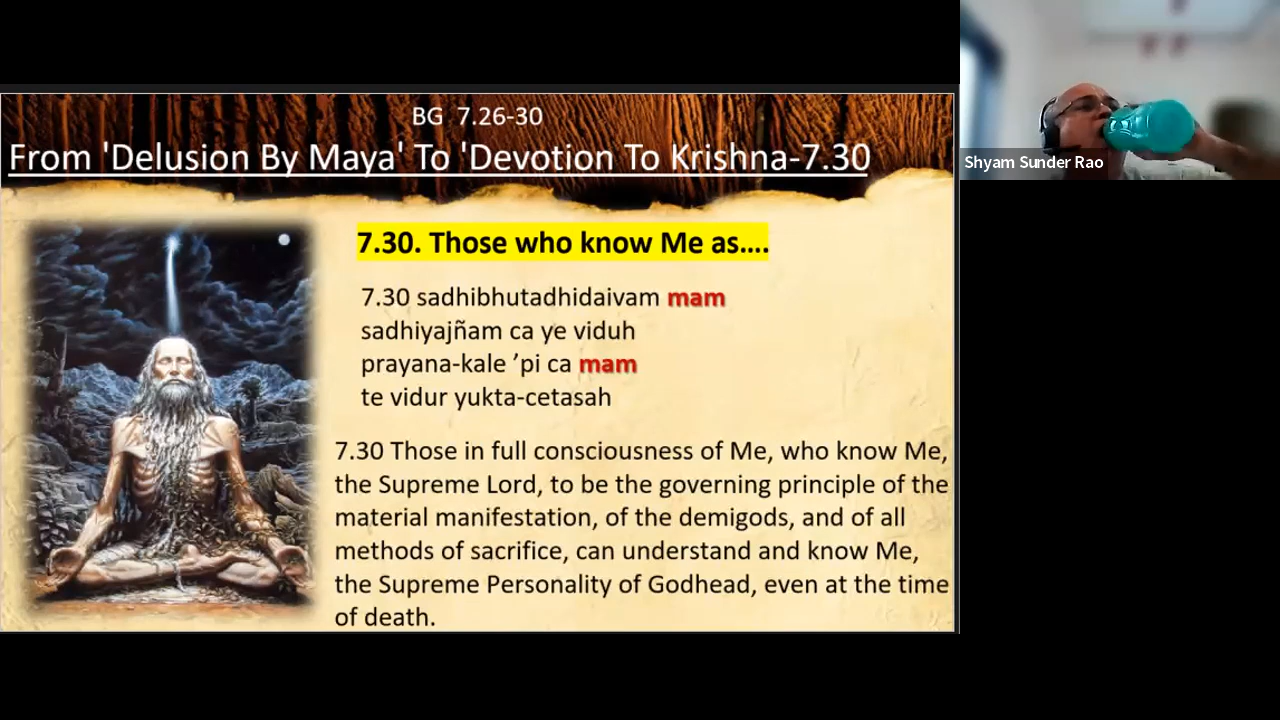 BG 7.26-30
From 'Delusion By Maya' To 'Devotion To Krishna-7.30
7.30. Those who know Me as....
7.30 sadhibhutadhidaivam mam
sadhiyajñam ca ye viduh
prayana-kale ’pi ca mam
te vidur yukta-cetasah
7.30 Those in full consciousness of Me, who know Me,
the Supreme Lord, to be the governing principle of the
material manifestation, of the demigods, and of all
methods of sacrifice, can understand and know Me,
the Supreme Personality of Godhead, even at the time
of death.
Shyam Sunder Rao